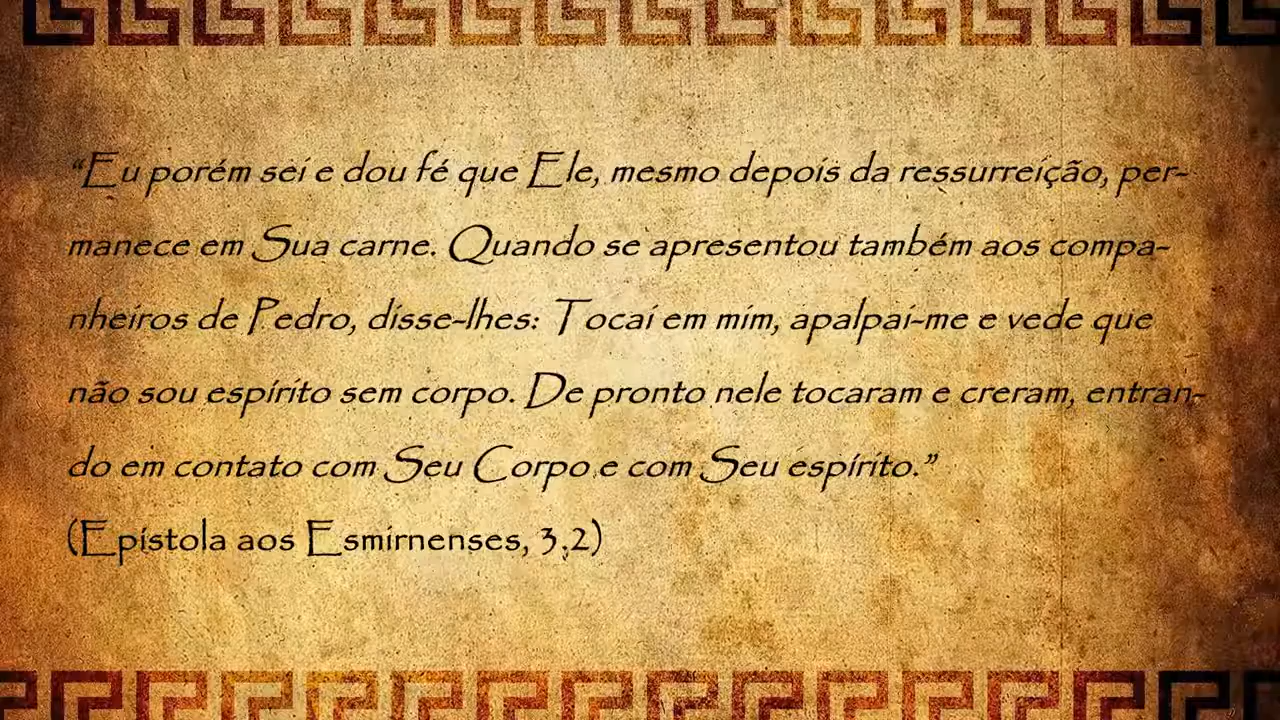 “Eu porém sei e dou fé que Ele, mesmo depois da ressurreição, per-
manece em Sua carne. Quando se apresentou também aos compa-
nheiros de Pedro, disse-lhes: Tocai em mim, apalpai-me e vede que
não sou espírito sem corpo. De pronto nele tocaram e creram, entran-
do em contato com Seu Corpo e com Seu espírito.”
(Epístola aos Esmirnenses, 3,2)